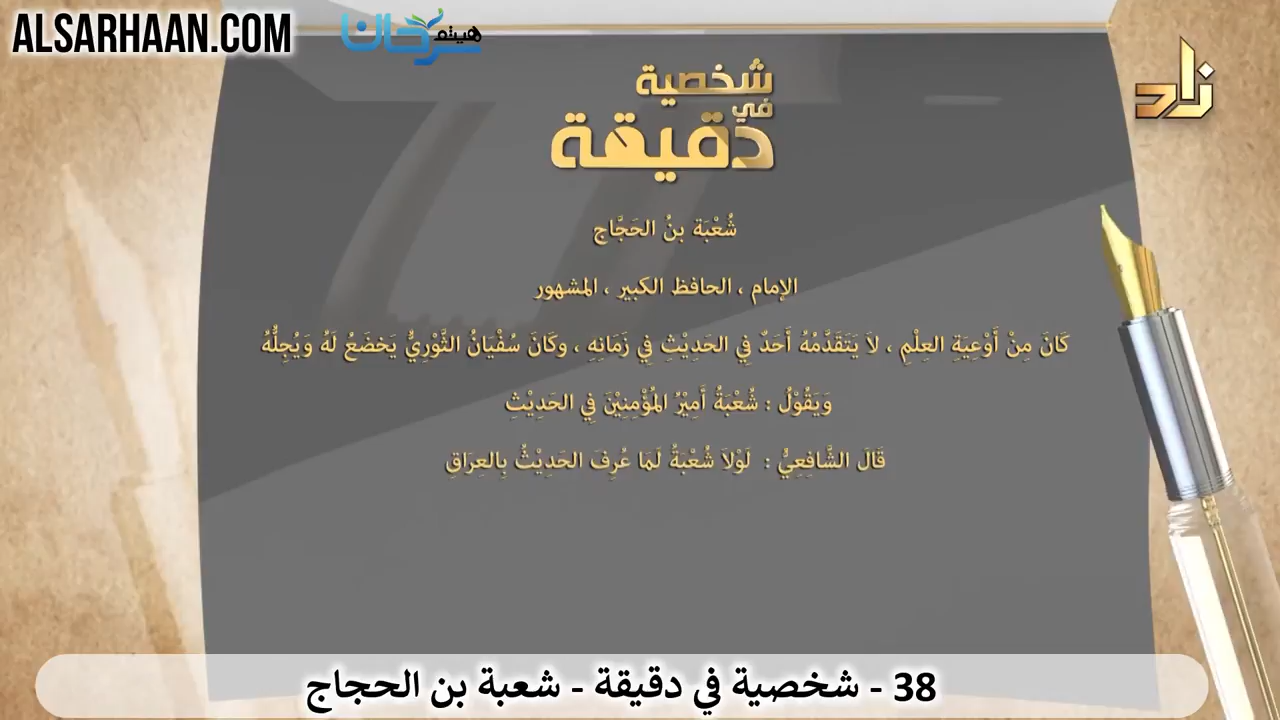 ALSARHAAN.COM
هيثم سرحان
زاد
شخصية
في
دقيقة
شُعْبَة بنُ الحَجَّاج
الإمام ، الحافظ الكبير ، المشهور
كَانَ مِنْ أَوْعِيَةِ العِلْمِ ، لاَ يَتَقَدَّمُهُ أَحَدٌ فِي الحَدِيْثِ فِي زَمَانِهِ ، وكَانَ سُفْيَانُ الثَّوْرِيُّ يَخضَعُ لَهُ وَيُجِلُّهُ
وَيَقُوْلُ : شُعْبَةُ أَمِيْرُ المُؤْمِنِيْنَ فِي الحَدِيْثِ
قَالَ الشَّافِعِيُّ : لَوْلاَ شُعْبَةُ لَمَا عُرِفَ الحَدِيْثُ بِالعِرَاقِ
38 - شخصية في دقيقة - شعبة بن الحجاج